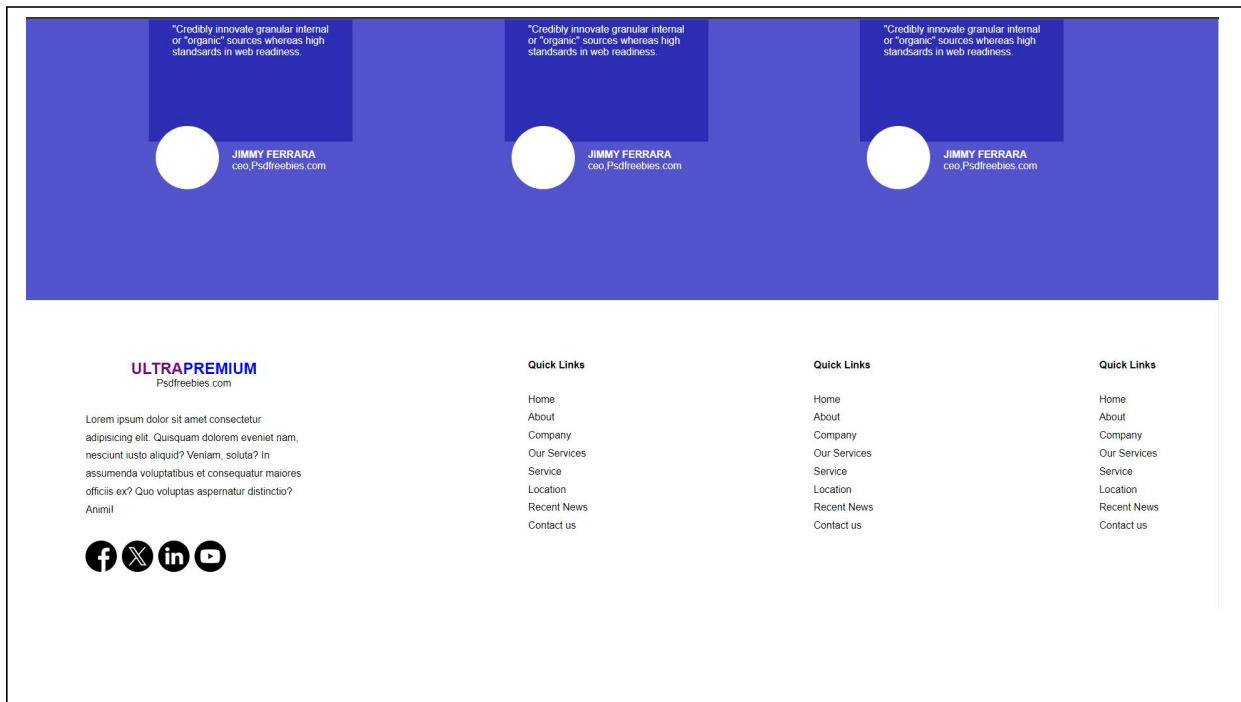 "Credibly innovate granular internal
or "organic" sources whereas high
standsards in web readiness.
JIMMY FERRARA
ceo,Psdfreebies.com
"Credibly innovate granular internal
or "organic" sources whereas high
standsards in web readiness.
JIMMY FERRARA
ceo,Psdfreebies.com
"Credibly innovate granular internal
or "organic" sources whereas high
standsards in web readiness.
JIMMY FERRARA
ceo,Psdfreebies.com
ULTRAPREMIUM
Psdfreebies.com
Lorem ipsum dolor sit amet consectetur
adipisicing elit. Quisquam dolorem eveniet nam,
nesciunt iusto aliquid? Veniam, soluta? In
assumenda voluptatibus et consequatur maiores
officiis ex? Quo voluptas aspernatur distinctio?
Animi!
Quick Links
Home
About
Company
Our Services
Service
Location
Recent News
Contact us
Quick Links
Home
About
Company
Our Services
Service
Location
Recent News
Contact us
Quick Links
Home
About
Company
Our Services
Service
Location
Recent News
Contact us